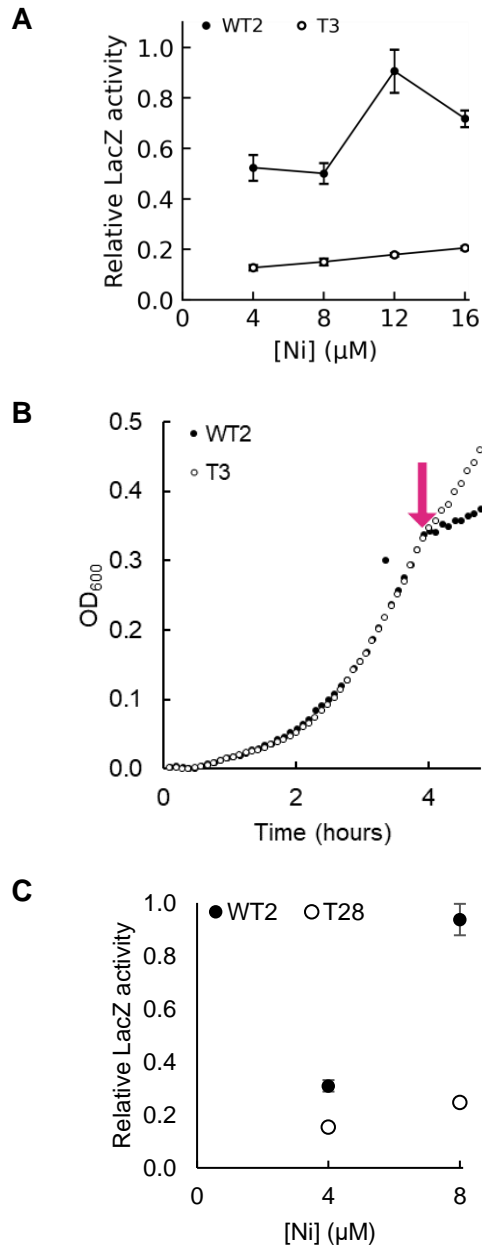 A
WT2 T3
Relative LacZ activity
1.0
0.8
0.6
0.4
0.2
0.0
0 4 8 12 16
[Ni] (µM)
B
WT2
T3
OD600
0.5
0.4
0.3
0.2
0.1
0.0
0 2 4
Time (hours)
C
WT2 T28
Relative LacZ activity
1.0
0.8
0.6
0.4
0.2
0.0
0 4 8
[Ni] (µM)